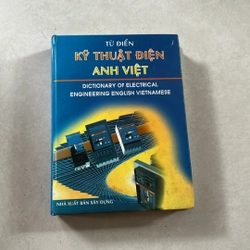 TỪ ĐIỂN
KỸ THUẬT ĐIỆN
ANH VIỆT
DICTIONARY OF ELECTRICAL
ENGINEERING ENGLISH VIETNAMESE
NHÀ XUẤT BẢN XÂY DỰNG